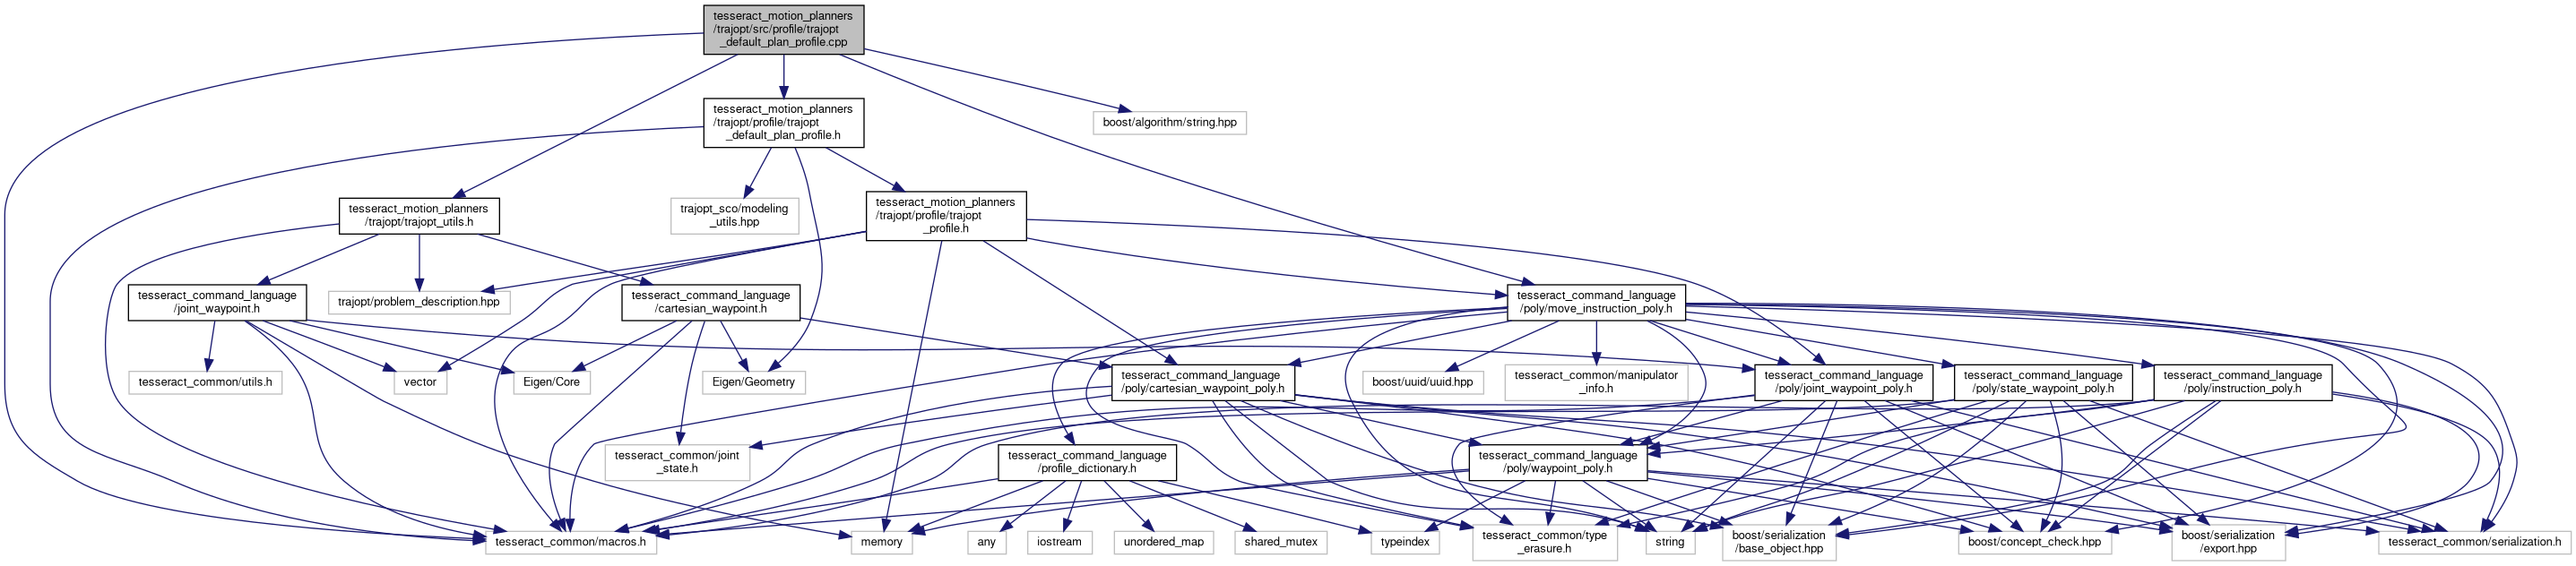 tesseract_motion_planners
/trajopt/src/profile/trajopt
_default_plan_profile.cpp
tesseract_motion_planners
/trajopt/profile/trajopt
_default_plan_profile.h
boost/algorithm/string.hpp
tesseract_motion_planners
/trajopt/trajopt_utils.h
trajopt_sco/modeling
_utils.hpp
tesseract_motion_planners
/trajopt/profile/trajopt
_profile.h
tesseract_command_language
/joint_waypoint.h
trajopt/problem_description.hpp
tesseract_command_language
/cartesian_waypoint.h
tesseract_command_language
/poly/move_instruction_poly.h
tesseract_common/utils.h
vector
Eigen/Core
Eigen/Geometry
tesseract_command_language
/poly/cartesian_waypoint_poly.h
boost/uuid/uuid.hpp
tesseract_common/manipulator
_info.h
tesseract_command_language
/poly/joint_waypoint_poly.h
tesseract_command_language
/poly/state_waypoint_poly.h
tesseract_command_language
/poly/instruction_poly.h
tesseract_common/joint
_state.h
tesseract_command_language
/profile_dictionary.h
tesseract_command_language
/poly/waypoint_poly.h
tesseract_common/macros.h
memory
any
iostream
unordered_map
shared_mutex
typeindex
tesseract_common/type
_erasure.h
string
boost/serialization
/base_object.hpp
boost/concept_check.hpp
boost/serialization
/export.hpp
tesseract_common/serialization.h